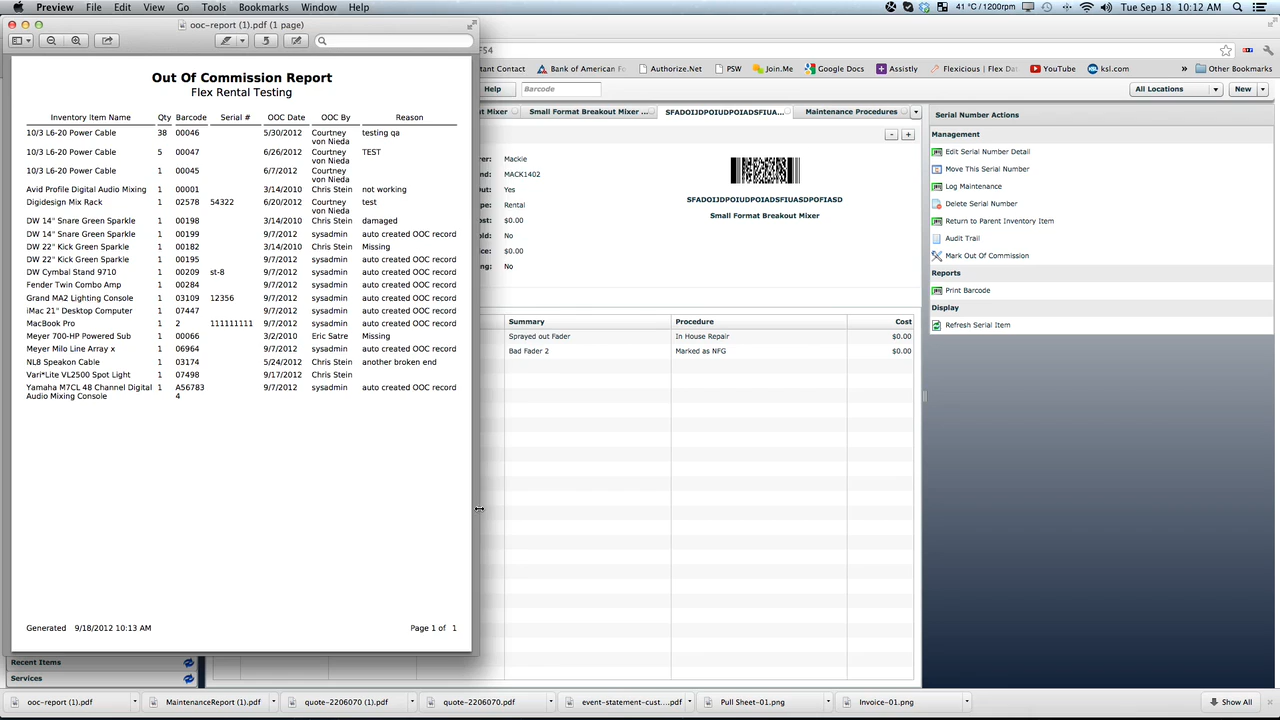 Preview File Edit View Go Tools Bookmarks Window Help 41 °C / 1200rpm Tue Sep 18 10:12 AM
ooc-report (1).pdf (1 page)
F54
tant Contact Bank of American Fe Authorize.Net PSW Join.Me Google Docs Assistly Flexicious | Flex Dat YouTube ksl.com » Other Bookmarks
Help Barcode All Locations New
t Mixer Small Format Breakout Mixer ... SFADOIJDPOIUDPOIADSFIUA... Maintenance Procedures
Out Of Commission Report
Flex Rental Testing
Inventory Item Name Qty Barcode Serial # OOC Date OOC By Reason
10/3 L6-20 Power Cable 38 00046 5/30/2012 Courtney von Nieda testing qa
10/3 L6-20 Power Cable 5 00047 6/26/2012 Courtney von Nieda TEST
10/3 L6-20 Power Cable 1 00045 6/7/2012 Courtney von Nieda
Avid Profile Digital Audio Mixing 1 00001 3/14/2010 Chris Stein not working
Digidesign Mix Rack 1 02578 54322 6/20/2012 Courtney von Nieda test
DW 14" Snare Green Sparkle 1 00198 3/14/2010 Chris Stein damaged
DW 14" Snare Green Sparkle 1 00199 9/7/2012 sysadmin auto created OOC record
DW 22" Kick Green Sparkle 1 00182 3/14/2010 Chris Stein Missing
DW 22" Kick Green Sparkle 1 00195 9/7/2012 sysadmin auto created OOC record
DW Cymbal Stand 9710 1 00209 st-8 9/7/2012 sysadmin auto created OOC record
Fender Twin Combo Amp 1 00284 9/7/2012 sysadmin auto created OOC record
Grand MA2 Lighting Console 1 03109 12356 9/7/2012 sysadmin auto created OOC record
iMac 21" Desktop Computer 1 07447 9/7/2012 sysadmin auto created OOC record
MacBook Pro 1 2 111111111 9/7/2012 sysadmin auto created OOC record
Meyer 700-HP Powered Sub 1 00066 3/2/2010 Eric Satre Missing
Meyer Milo Line Array x 1 06964 9/7/2012 sysadmin auto created OOC record
NL8 Speakon Cable 1 03174 5/24/2012 Chris Stein another broken end
Vari*Lite VL2500 Spot Light 1 07498 9/17/2012 Chris Stein
Yamaha M7CL 48 Channel Digital 1 A56783 9/7/2012 sysadmin auto created OOC record
Audio Mixing Console 4
Generated 9/18/2012 10:13 AM Page 1 of 1
rer: Mackie
nd: MACK1402
Out: Yes
pe: Rental
ost: $0.00
old: No
ice: $0.00
ng: No
- +
SFADOIJDPOIUDPOIADSFIUASDPOFIASD
Small Format Breakout Mixer
Summary Procedure Cost
Sprayed out Fader In House Repair $0.00
Bad Fader 2 Marked as NFG $0.00
Serial Number Actions
Management
Edit Serial Number Detail
Move This Serial Number
Log Maintenance
Delete Serial Number
Return to Parent Inventory Item
Audit Trail
Mark Out Of Commission
Reports
Print Barcode
Display
Refresh Serial Item
Recent Items
Services
ooc-report (1).pdf MaintenanceReport (1).pdf quote-2206070 (1).pdf quote-2206070.pdf event-statement-cust....pdf Pull Sheet-01.png Invoice-01.png Show All